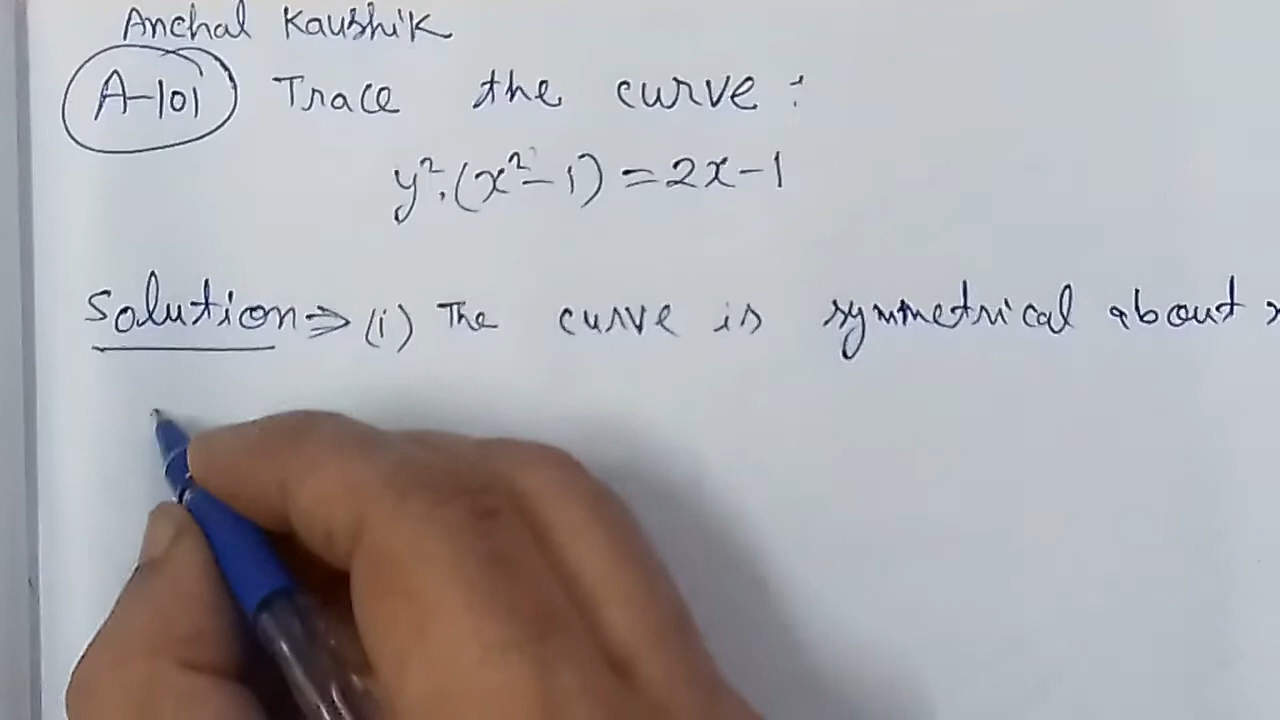 Anchal Kaushik
A-101 Trace the curve :
y².(x²-1)=2x-1
Solution ⇒ (i) The curve is symmetrical about x